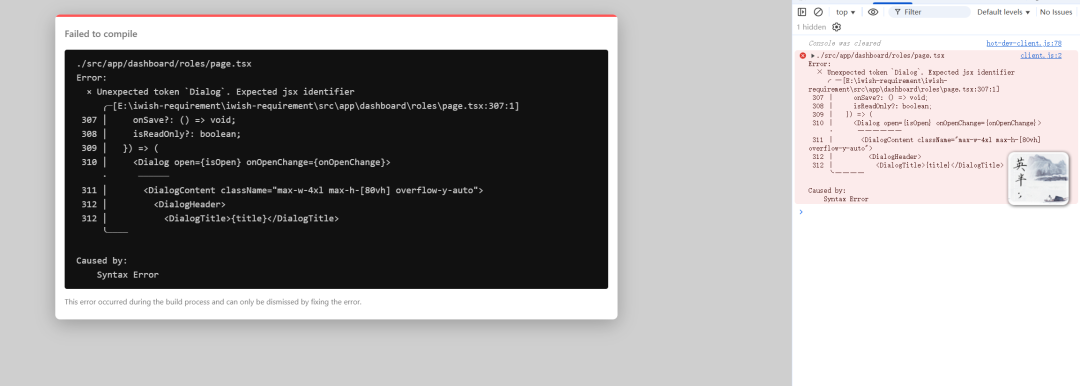 Failed to compile
./src/app/dashboard/roles/page.tsx
Error:
× Unexpected token `Dialog`. Expected jsx identifier
╭─[E:\iwish-requirement\iwish-requirement\src\app\dashboard\roles\page.tsx:307:1]
307 │ onSave?: () => void;
308 │ isReadOnly?: boolean;
309 │ }) => (
310 │ <Dialog open={isOpen} onOpenChange={onOpenChange}>
· ──────
311 │ <DialogContent className="max-w-4xl max-h-[80vh] overflow-y-auto">
312 │ <DialogHeader>
312 │ <DialogTitle>{title}</DialogTitle>
╰────
Caused by:
Syntax Error
This error occurred during the build process and can only be dismissed by fixing the error.
top ▼
Filter
Default levels ▼
No Issues
1 hidden
Console was cleared hot-dev-client.js:78
▶./src/app/dashboard/roles/page.tsx client.js:2
Error:
× Unexpected token `Dialog`. Expected jsx identifier
╭─[E:\iwish-requirement\iwish-
requirement\src\app\dashboard\roles\page.tsx:307:1]
307 │ onSave?: () => void;
308 │ isReadOnly?: boolean;
309 │ }) => (
310 │ <Dialog open={isOpen} onOpenChange={onOpenChange}>
· ──────
311 │ <DialogContent className="max-w-4xl max-h-[80vh]
overflow-y-auto">
312 │ <DialogHeader>
312 │ <DialogTitle>{title}</DialogTitle>
╰────
Caused by:
Syntax Error
英
半